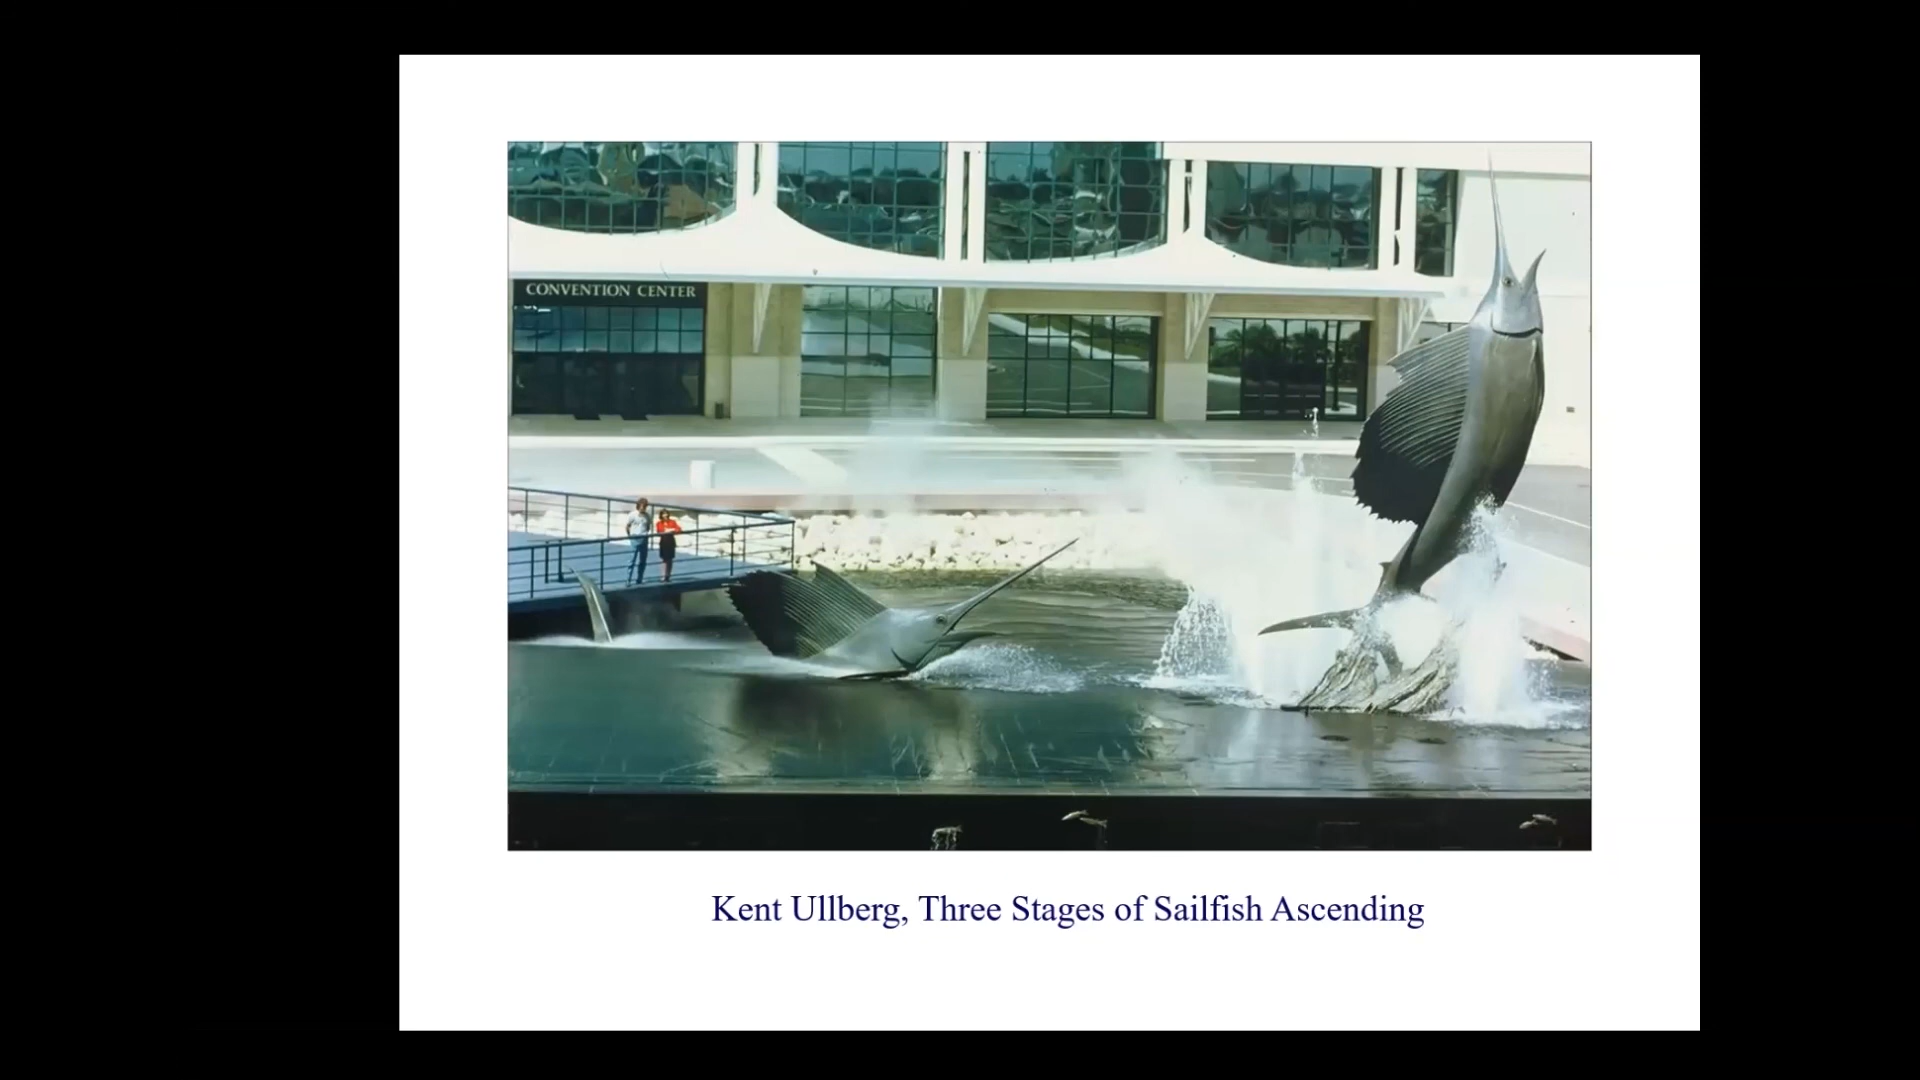 CONVENTION CENTER
Kent Ullberg, Three Stages of Sailfish Ascending